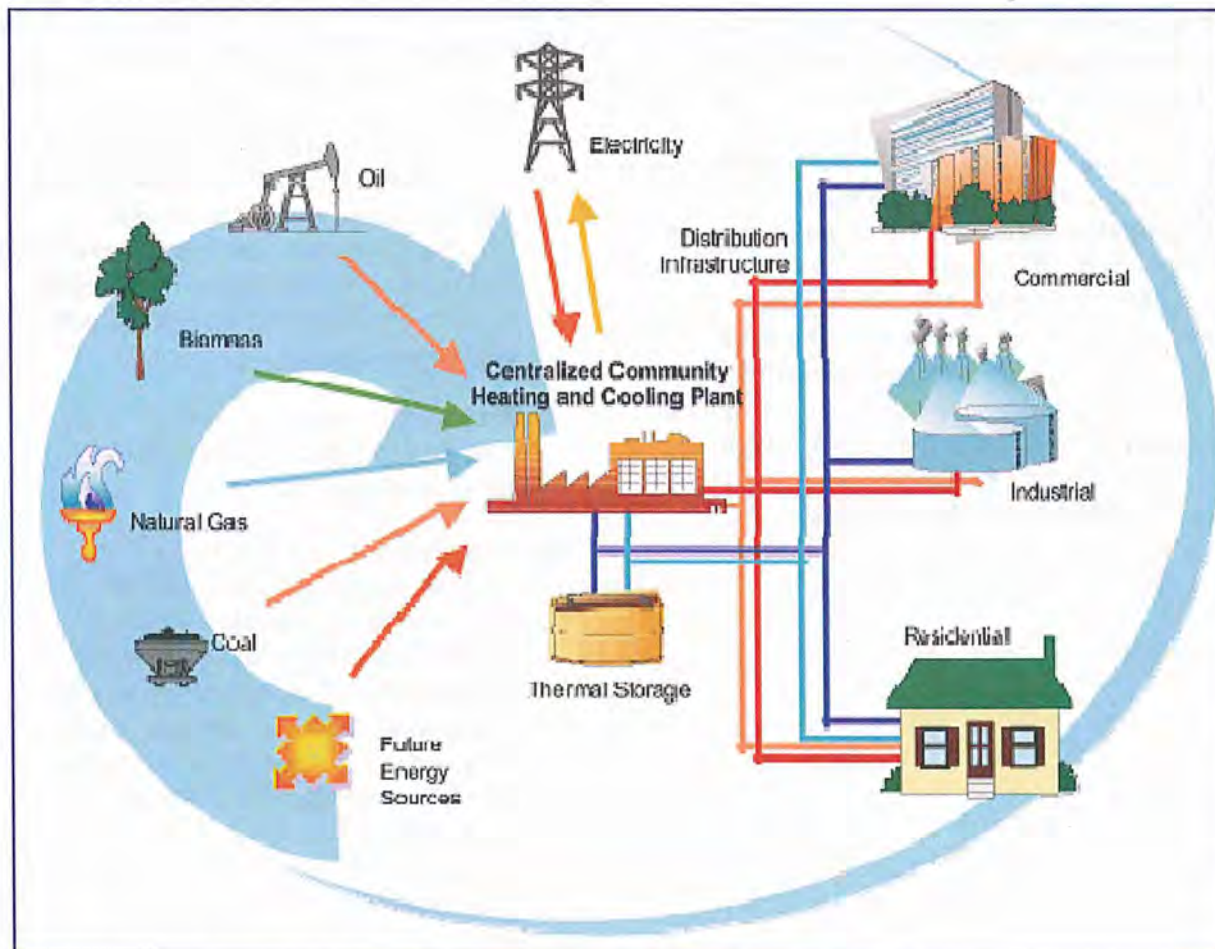 Electricity
Oil
Biomass
Natural Gas
Coal
Future
Energy
Sources
Centralized Community
Heating and Cooling Plant
Thermal Storage
Distribution
Infrastructure
Commercial
Industrial
Residential